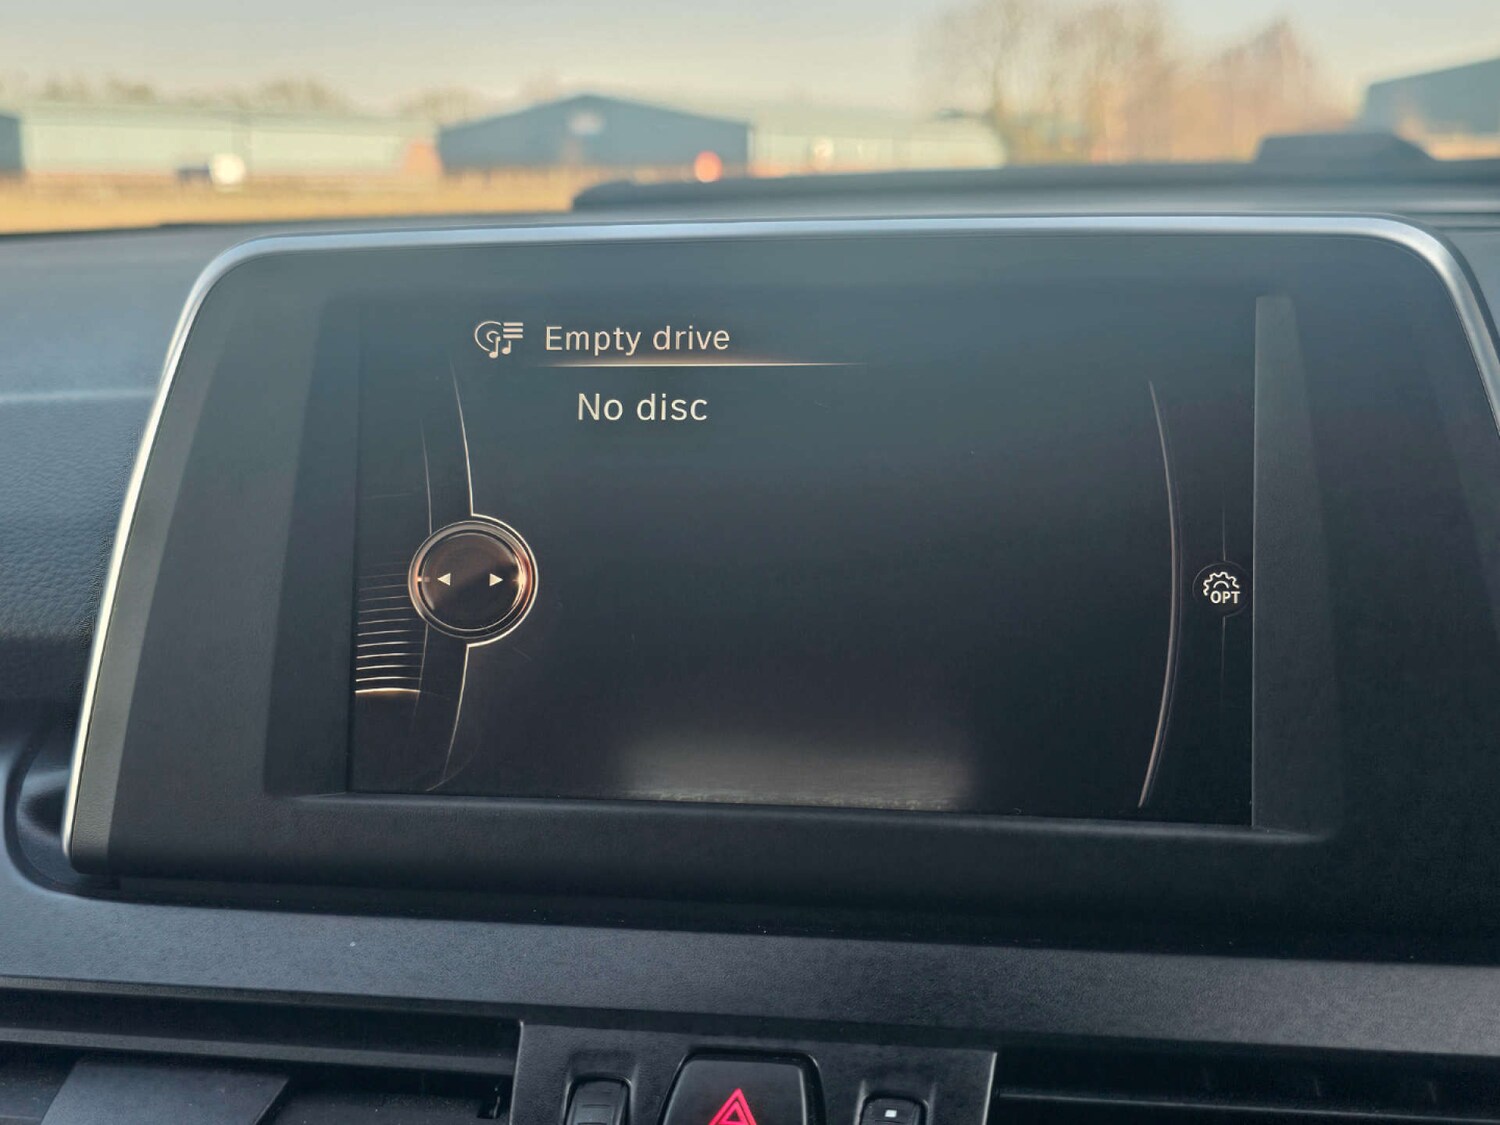 Empty drive
No disc
OPT